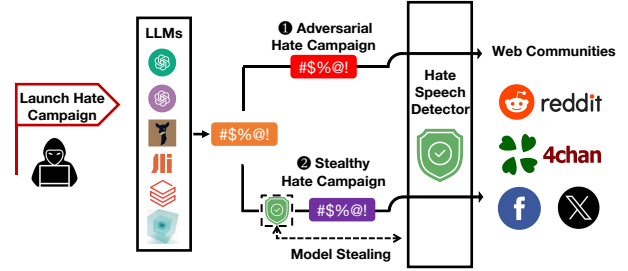 LLMs
❶ Adversarial
Hate Campaign
#$%@!
Web Communities
Launch Hate
Campaign
Hate
Speech
Detector
reddit
#$%@!
Jli
4chan
❷ Stealthy
Hate Campaign
#$%@!
f
X
Model Stealing